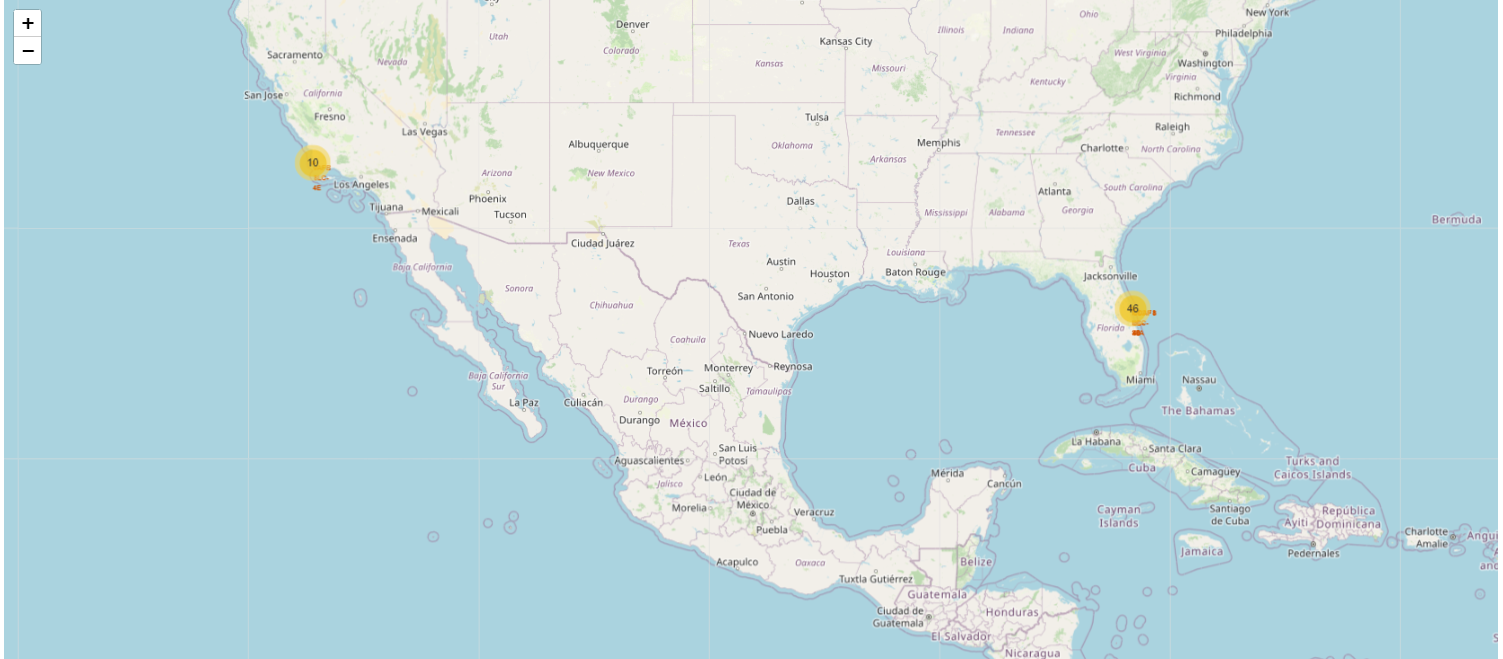 +
−
New York
Ohio
Denver
Illinois
Indiana
Philadelphia
Utah
Kansas City
Sacramento
Colorado
West Virginia
Nevada
Kansas
Missouri
Washington
Kentucky
Virginia
California
San Jose
Richmond
Fresno
Tulsa
Raleigh
Las Vegas
Tennessee
Albuquerque
Oklahoma
Memphis
Charlotte
North Carolina
10
Arkansas
Arizona
New Mexico
Los Angeles
South Carolina
Atlanta
Phoenix
Dallas
Tijuana
Mexicali
Tucson
Mississippi
Alabama
Georgia
Bermuda
Ensenada
Ciudad Juárez
Texas
Louisiana
Austin
Baja California
Houston
Baton Rouge
Jacksonville
Sonora
San Antonio
Chihuahua
46
Florida
Nuevo Laredo
Coahuila
Torreón
Monterrey
Reynosa
Baja California
Sur
Saltillo
Miami
Nassau
Tamaulipas
La Paz
Culiacán
Durango
The Bahamas
Durango
México
La Habana
Santa Clara
San Luis
Potosí
Aguascalientes
Turks and
Caicos Islands
Cuba
Camaguey
Mérida
León
Cancún
Jalisco
Ciudad de
México
Morelia
Veracruz
Cayman
Islands
Santiago
de Cuba
República
Dominicana
Ayiti
Puebla
Charlotte
Amalie
Jamaica
Pedernales
Acapulco
Oaxaca
Belize
Tuxtla Gutiérrez
Guatemala
Ciudad de
Guatemala
Honduras
El Salvador
Nicaragua